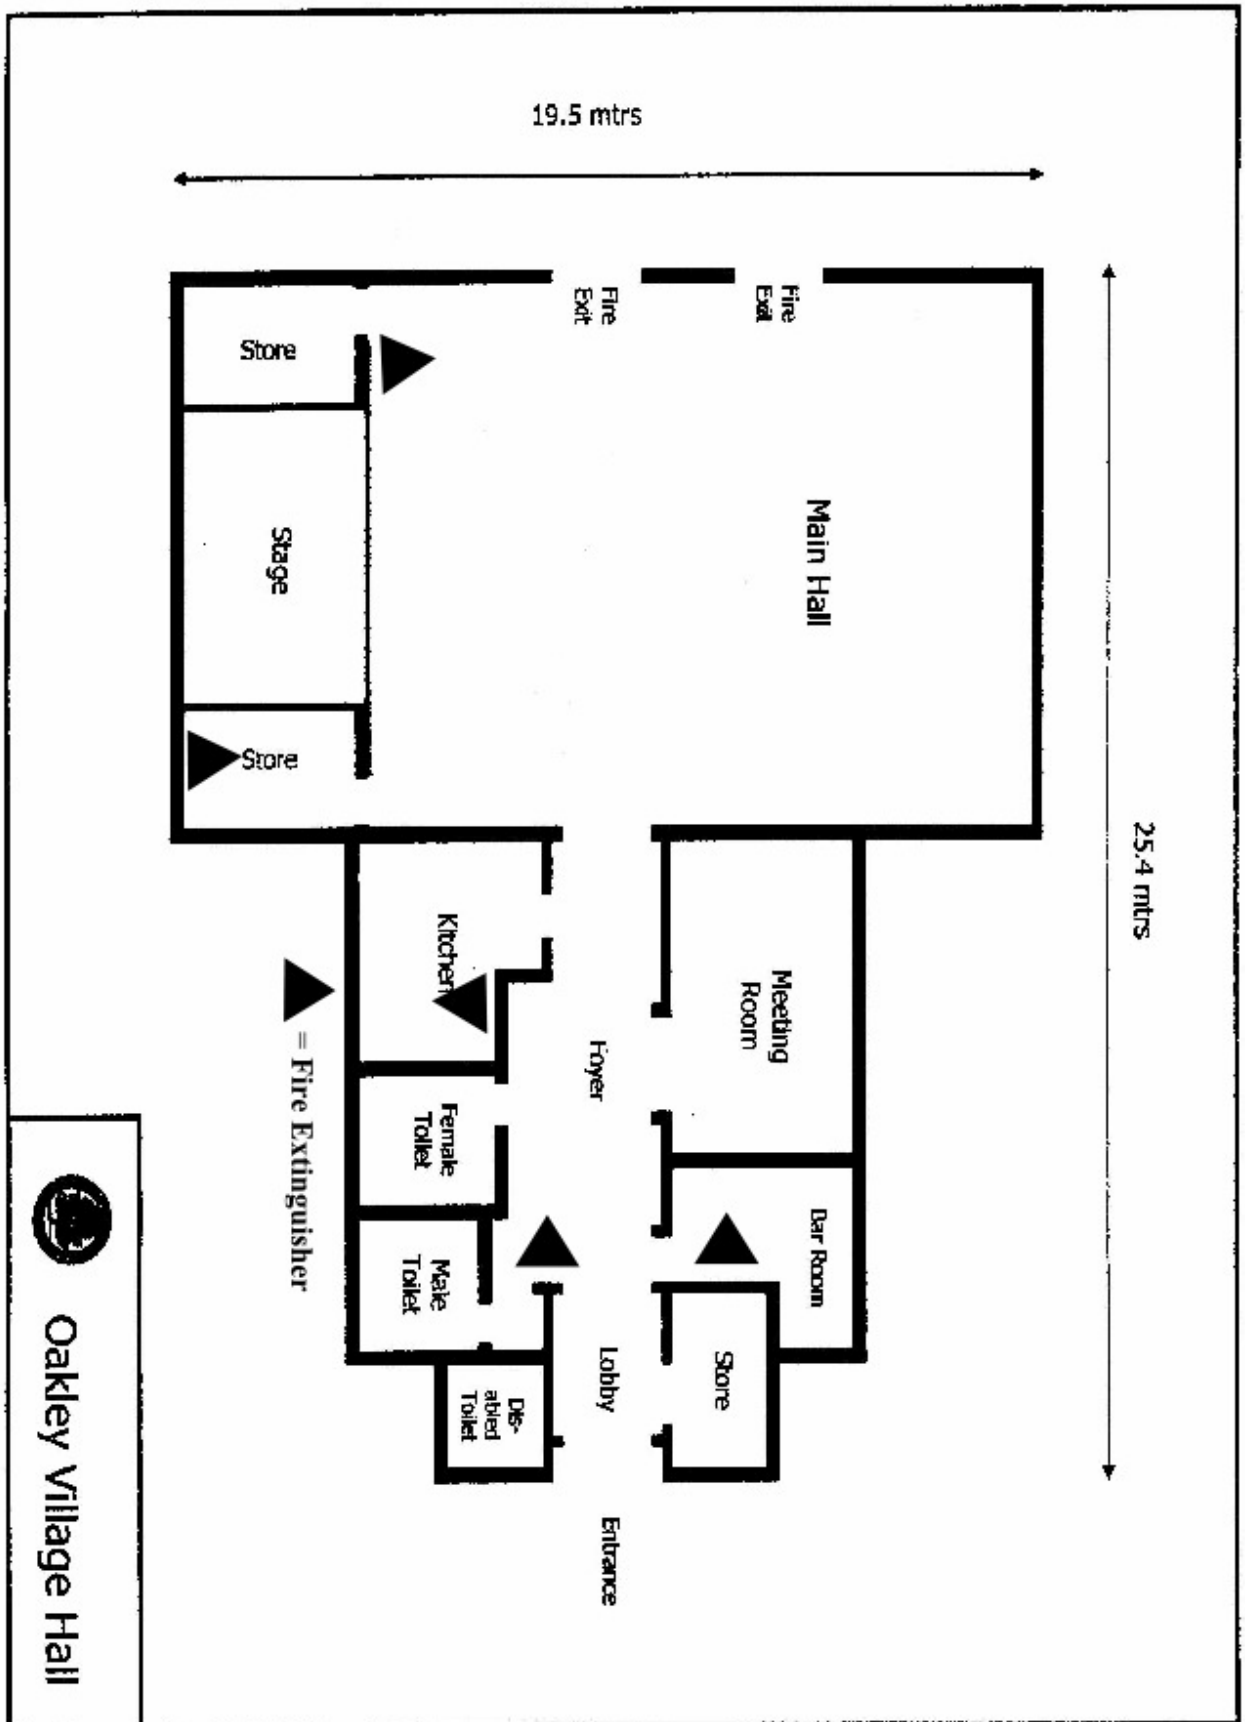 19.5 mtrs
25.4 mtrs
Fire
Exit
Fire
Exit
Store
Stage
Store
Main Hall
Kitchen
Meeting
Room
Foyer
Female
Toilet
Male
Toilet
Bar Room
Dis-
abled
Toilet
Lobby
Store
Entrance
= Fire Extinguisher
Oakley Village Hall